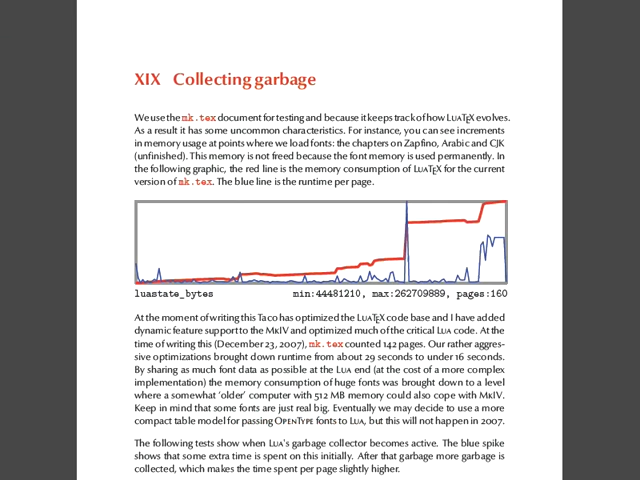 XIX Collecting garbage
We use the mk.tex document for testing and because it keeps track of how LUATEX evolves.
As a result it has some uncommon characteristics. For instance, you can see increments
in memory usage at points where we load fonts: the chapters on Zapfino, Arabic and CJK
(unfinished). This memory is not freed because the font memory is used permanently. In
the following graphic, the red line is the memory consumption of LUATEX for the current
version of mk.tex. The blue line is the runtime per page.
luastate_bytes min:44481210, max:262709889, pages:160
At the moment of writing this Taco has optimized the LUATEX code base and I have added
dynamic feature support to the MKIV and optimized much of the critical LUA code. At the
time of writing this (December 23, 2007), mk.tex counted 142 pages. Our rather aggres-
sive optimizations brought down runtime from about 29 seconds to under 16 seconds.
By sharing as much font data as possible at the LUA end (at the cost of a more complex
implementation) the memory consumption of huge fonts was brought down to a level
where a somewhat ‘older’ computer with 512 MB memory could also cope with MKIV.
Keep in mind that some fonts are just real big. Eventually we may decide to use a more
compact table model for passing OPENTYPE fonts to LUA, but this will not happen in 2007.
The following tests show when LUA's garbage collector becomes active. The blue spike
shows that some extra time is spent on this initially. After that garbage more garbage is
collected, which makes the time spent per page slightly higher.